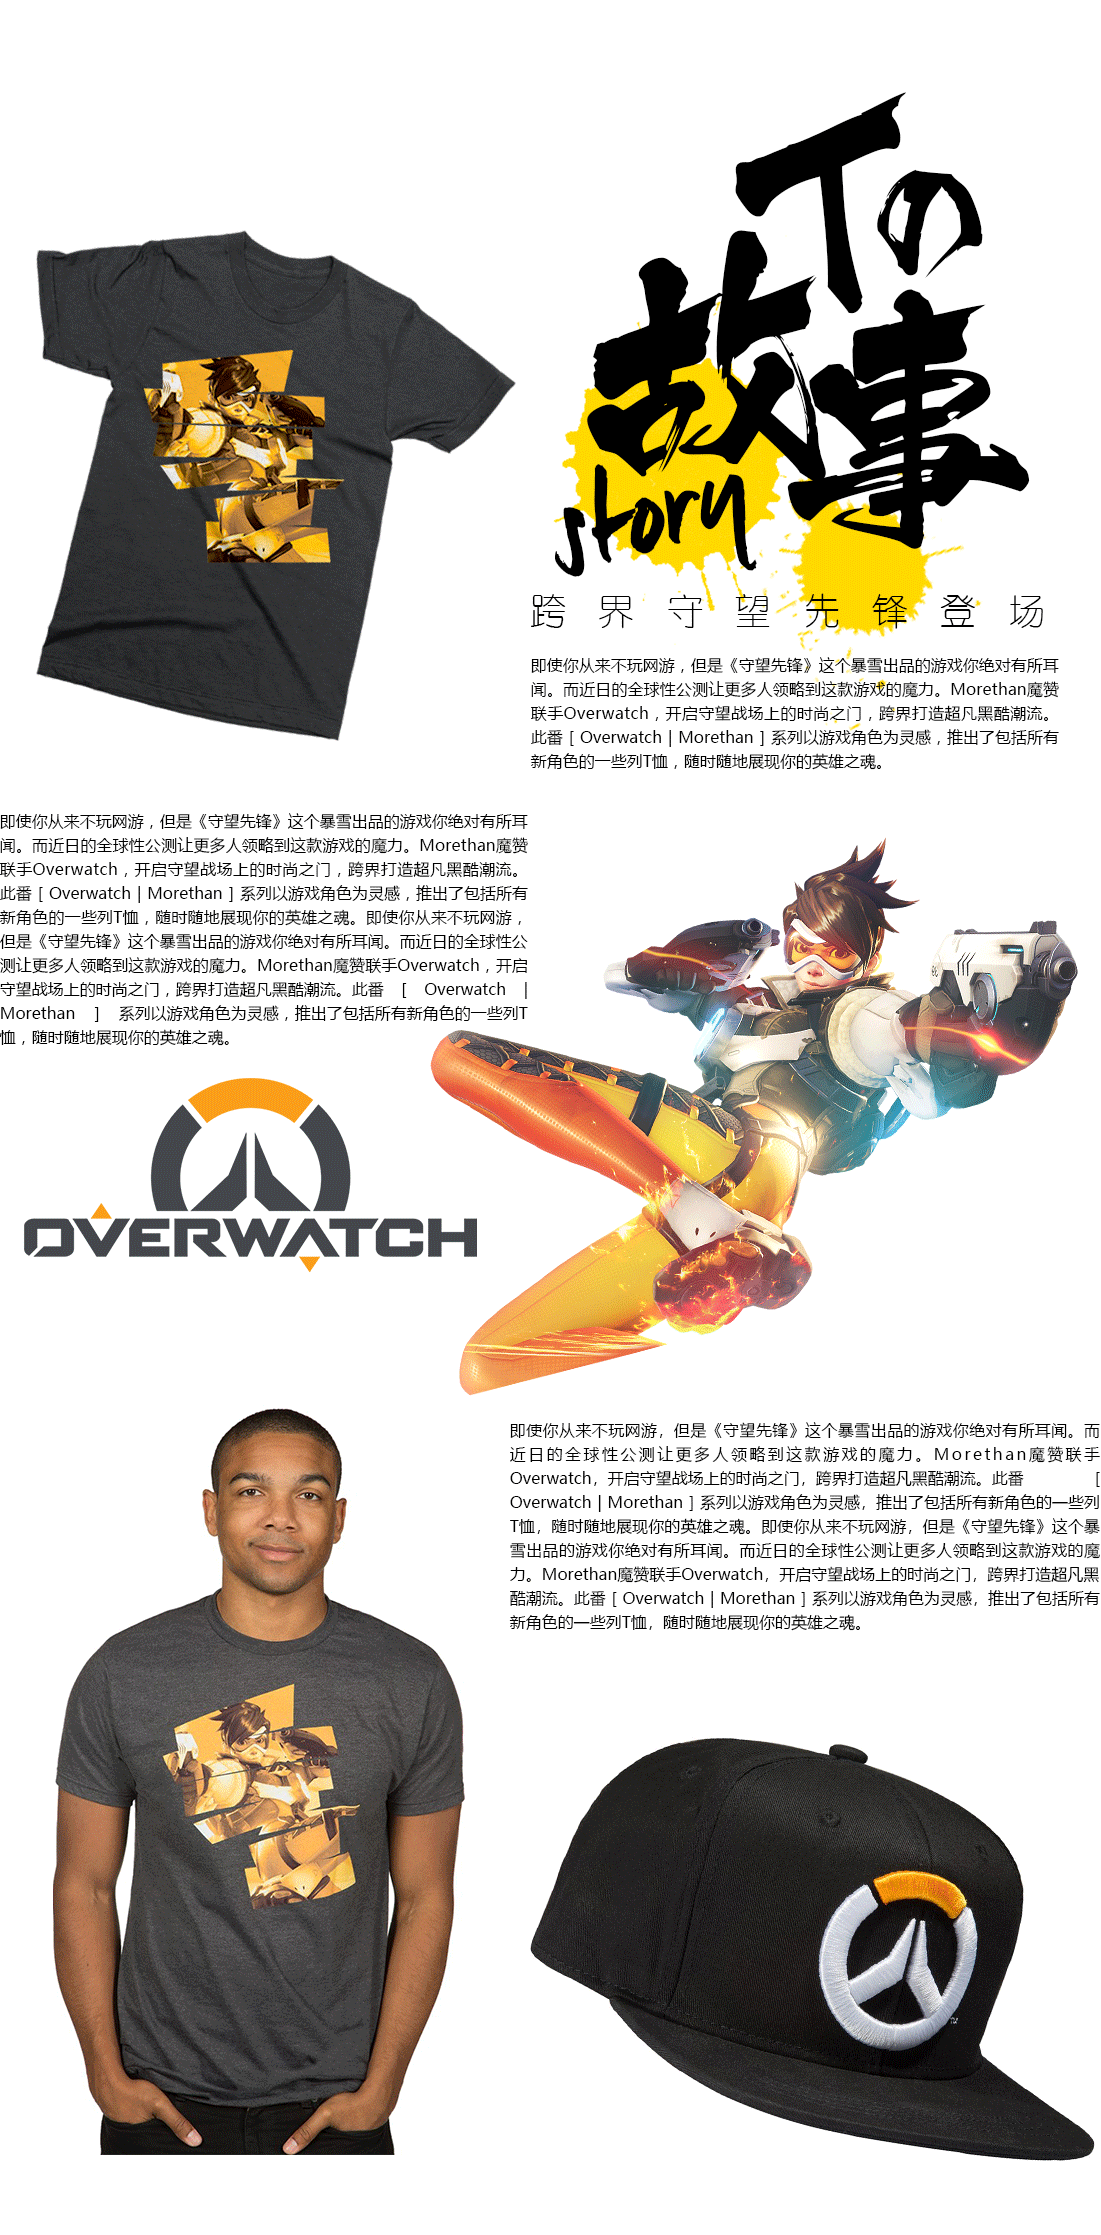 Tの
故事
story
跨界守望先锋登场
即使你从来不玩网游，但是《守望先锋》这个暴雪出品的游戏你绝对有所耳
闻。而近日的全球性公测让更多人领略到这款游戏的魔力。Morethan魔赞
联手Overwatch，开启守望战场上的时尚之门，跨界打造超凡黑酷潮流。
此番 [ Overwatch | Morethan ] 系列以游戏角色为灵感，推出了包括所有
新角色的一些列T恤，随时随地展现你的英雄之魂。
即使你从来不玩网游，但是《守望先锋》这个暴雪出品的游戏你绝对有所耳
闻。而近日的全球性公测让更多人领略到这款游戏的魔力。Morethan魔赞
联手Overwatch，开启守望战场上的时尚之门，跨界打造超凡黑酷潮流。
此番 [ Overwatch | Morethan ] 系列以游戏角色为灵感，推出了包括所有
新角色的一些列T恤，随时随地展现你的英雄之魂。即使你从来不玩网游，
但是《守望先锋》这个暴雪出品的游戏你绝对有所耳闻。而近日的全球性公
测让更多人领略到这款游戏的魔力。Morethan魔赞联手Overwatch，开启
守望战场上的时尚之门，跨界打造超凡黑酷潮流。此番 [ Overwatch |
Morethan ] 系列以游戏角色为灵感，推出了包括所有新角色的一些列T
恤，随时随地展现你的英雄之魂。
OVERWATCH
即使你从来不玩网游，但是《守望先锋》这个暴雪出品的游戏你绝对有所耳闻。而
近日的全球性公测让更多人领略到这款游戏的魔力。Morethan魔赞联手
Overwatch，开启守望战场上的时尚之门，跨界打造超凡黑酷潮流。此番 [
Overwatch | Morethan ] 系列以游戏角色为灵感，推出了包括所有新角色的一些列
T恤，随时随地展现你的英雄之魂。即使你从来不玩网游，但是《守望先锋》这个暴
雪出品的游戏你绝对有所耳闻。而近日的全球性公测让更多人领略到这款游戏的魔
力。Morethan魔赞联手Overwatch，开启守望战场上的时尚之门，跨界打造超凡黑
酷潮流。此番 [ Overwatch | Morethan ] 系列以游戏角色为灵感，推出了包括所有
新角色的一些列T恤，随时随地展现你的英雄之魂。
TM